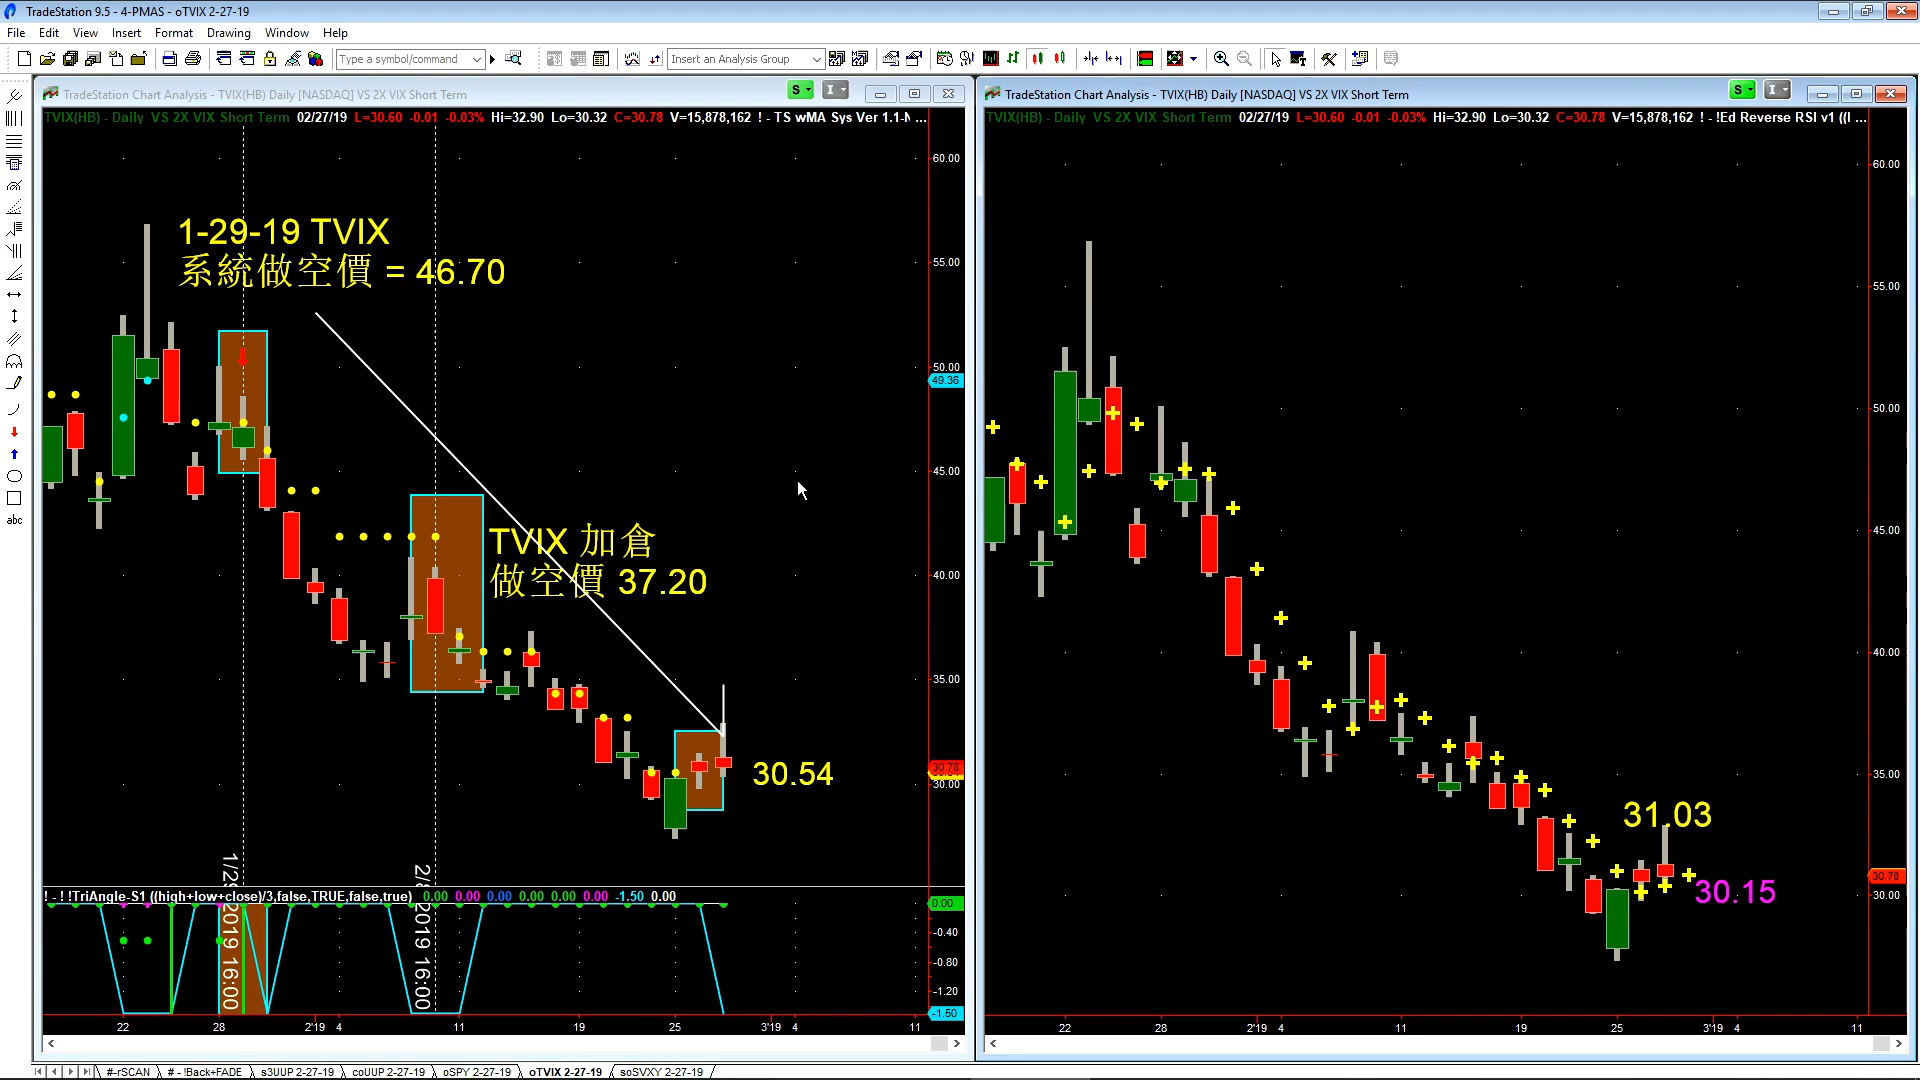 TradeStation 9.5 - 4-PMAS - oTVIX 2-27-19
File Edit View Insert Format Drawing Window Help
Type a symbol/command
Insert an Analysis Group
TradeStation Chart Analysis - TVIX(HB) Daily [NASDAQ] VS 2X VIX Short Term
S I
TVIX(HB) - Daily VS 2X VIX Short Term 02/27/19 L=30.60 -0.01 -0.03% Hi=32.90 Lo=30.32 C=30.78 V=15,878,162 ! - TS wMA Sys Ver 1.1-N ...
1-29-19 TVIX
系統做空價 = 46.70
TVIX 加倉
做空價 37.20
30.54
60.00
55.00
50.00
49.36
45.00
40.00
35.00
30.78
30.00
! - ! !TriAngle-S1 ((high+low+close)/3,false,TRUE,false,true) 0.00 0.00 0.00 0.00 0.00 0.00 -1.50 0.00
0.00
-0.40
-0.80
-1.20
-1.50
22 28 2'19 4 11 19 25 3'19 4 11
TradeStation Chart Analysis - TVIX(HB) Daily [NASDAQ] VS 2X VIX Short Term
S I
TVIX(HB) - Daily VS 2X VIX Short Term 02/27/19 L=30.60 -0.01 -0.03% Hi=32.90 Lo=30.32 C=30.78 V=15,878,162 ! - !Ed Reverse RSI v1 ((I ...
60.00
55.00
50.00
45.00
40.00
35.00
31.03
30.78
30.15
30.00
22 28 2'19 4 11 19 25 3'19 4 11
abc
#-rSCAN # - !Back+FADE s3UUP 2-27-19 coUUP 2-27-19 oSPY 2-27-19 oTVIX 2-27-19 soSVXY 2-27-19